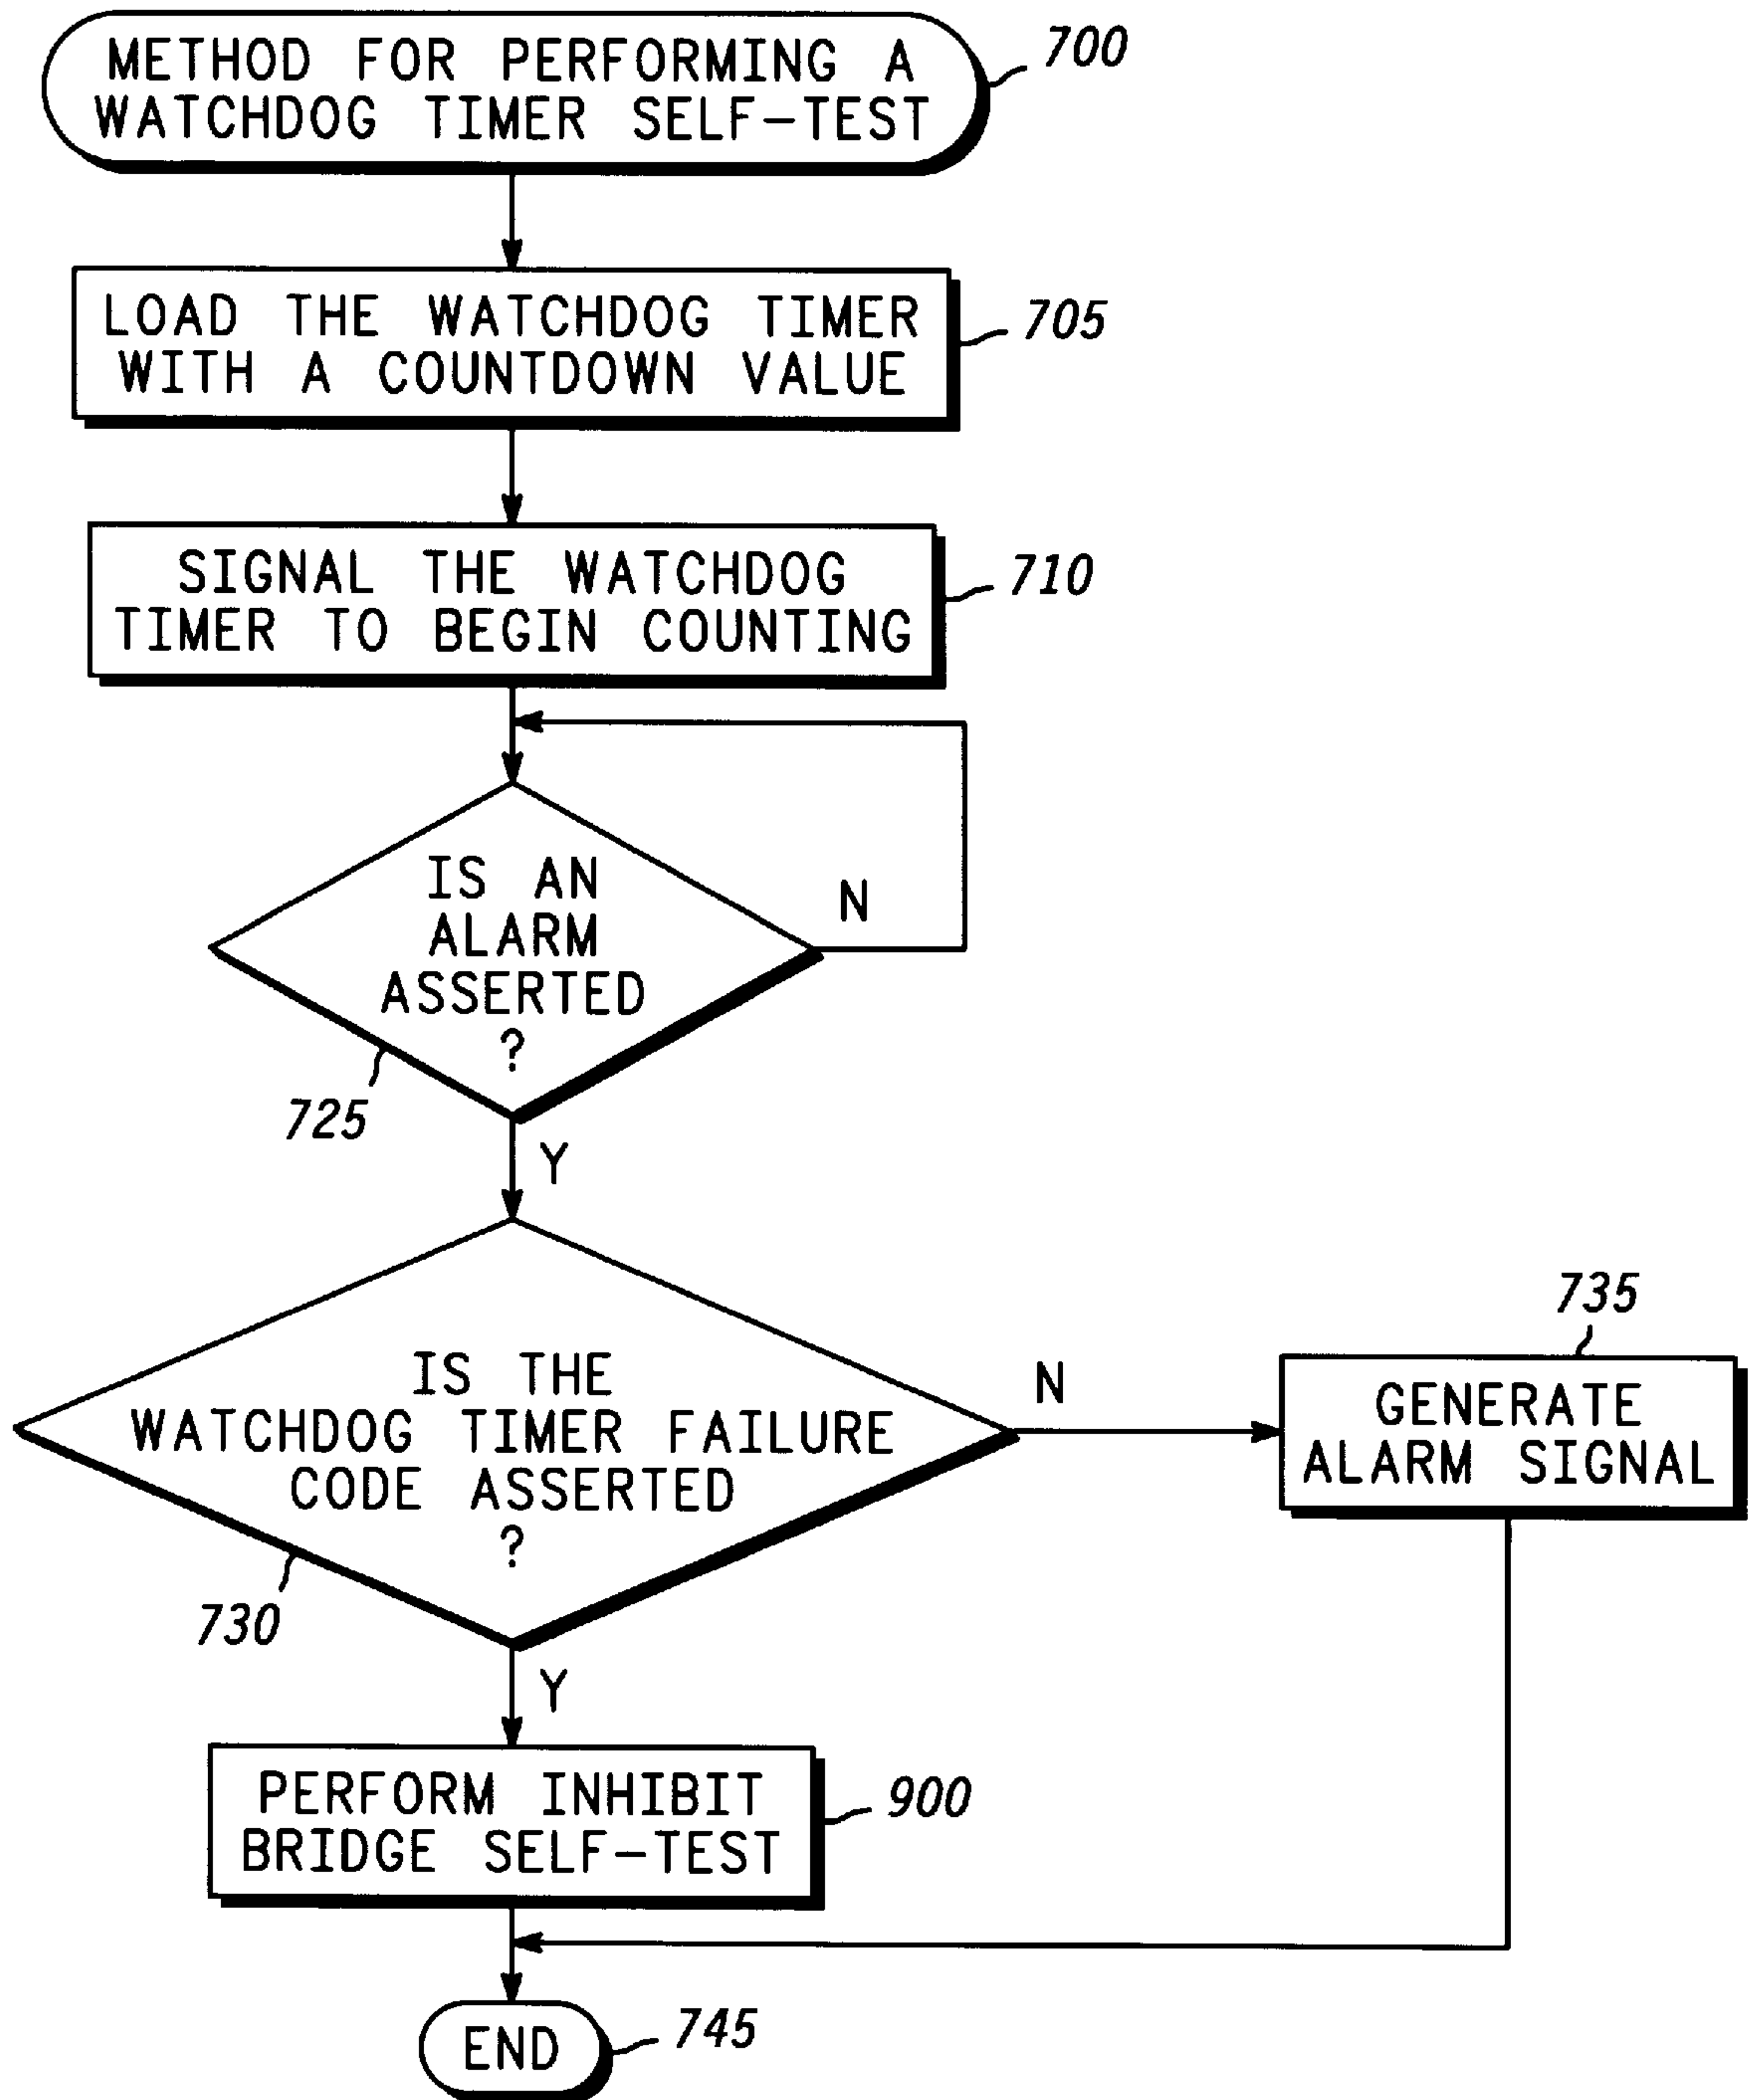 METHOD FOR PERFORMING A
WATCHDOG TIMER SELF-TEST
700
LOAD THE WATCHDOG TIMER
WITH A COUNTDOWN VALUE
705
SIGNAL THE WATCHDOG
TIMER TO BEGIN COUNTING
710
IS AN
ALARM
ASSERTED
?
N
725
Y
IS THE
WATCHDOG TIMER FAILURE
CODE ASSERTED
?
N
730
735
GENERATE
ALARM SIGNAL
Y
PERFORM INHIBIT
BRIDGE SELF-TEST
900
END
745